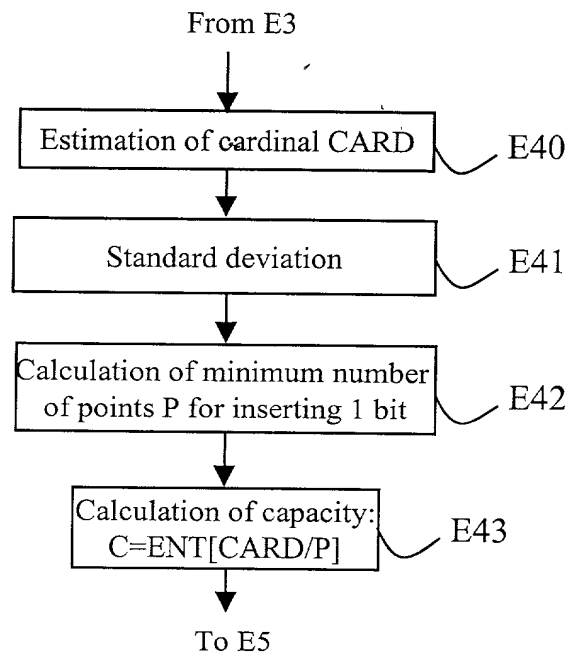 From E3
Estimation of cardinal CARD
E40
Standard deviation
E41
Calculation of minimum number
of points P for inserting 1 bit
E42
Calculation of capacity:
C=ENT[CARD/P]
E43
To E5